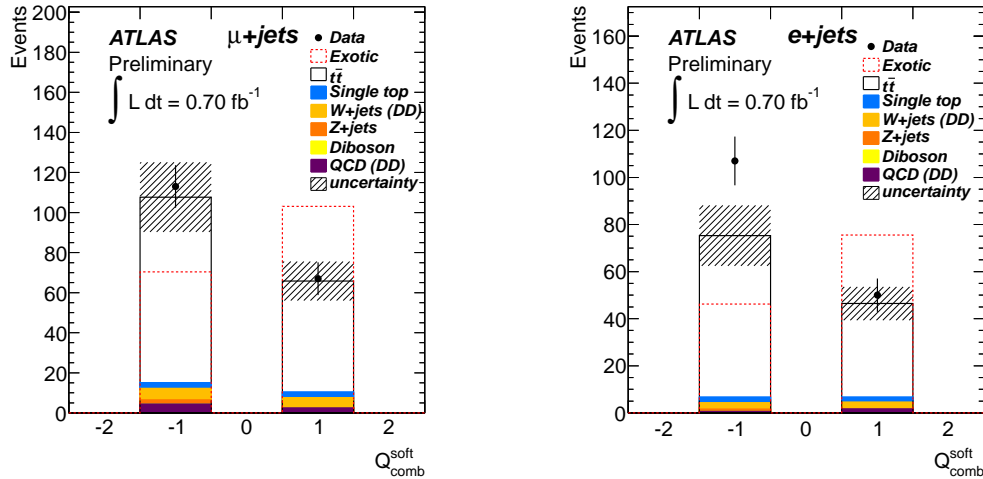 ATLAS μ+jets
Preliminary
∫ L dt = 0.70 fb⁻¹
Data
Exotic
tt̄
Single top
W+jets (DD)
Z+jets
Diboson
QCD (DD)
uncertainty
Events
200
180
160
140
120
100
80
60
40
20
0
-2 -1 0 1 2
Q_comb^soft
ATLAS e+jets
Preliminary
∫ L dt = 0.70 fb⁻¹
Data
Exotic
tt̄
Single top
W+jets (DD)
Z+jets
Diboson
QCD (DD)
uncertainty
Events
160
140
120
100
80
60
40
20
0
-2 -1 0 1 2
Q_comb^soft